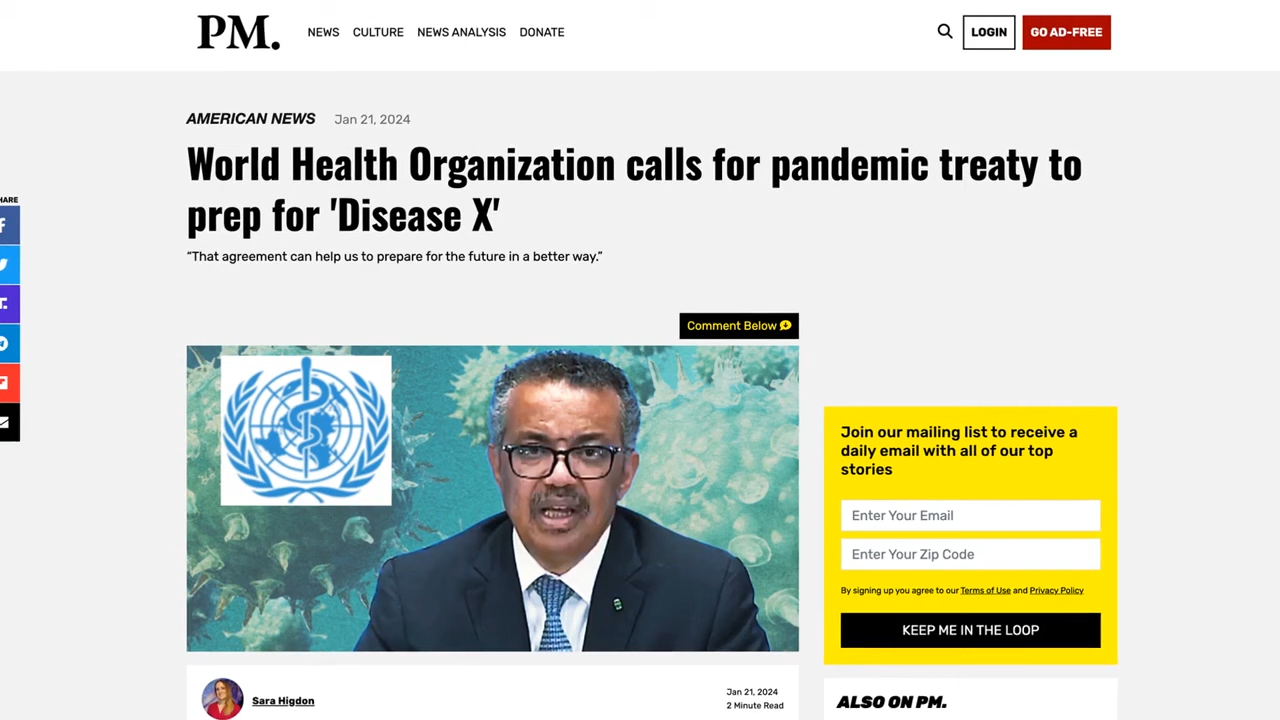 PM. NEWS CULTURE NEWS ANALYSIS DONATE LOGIN GO AD-FREE
AMERICAN NEWS Jan 21, 2024
World Health Organization calls for pandemic treaty to
prep for 'Disease X'
“That agreement can help us to prepare for the future in a better way.”
HARE
Comment Below
Join our mailing list to receive a
daily email with all of our top
stories
Enter Your Email
Enter Your Zip Code
By signing up you agree to our Terms of Use and Privacy Policy
KEEP ME IN THE LOOP
Sara Higdon
Jan 21, 2024
2 Minute Read
ALSO ON PM.